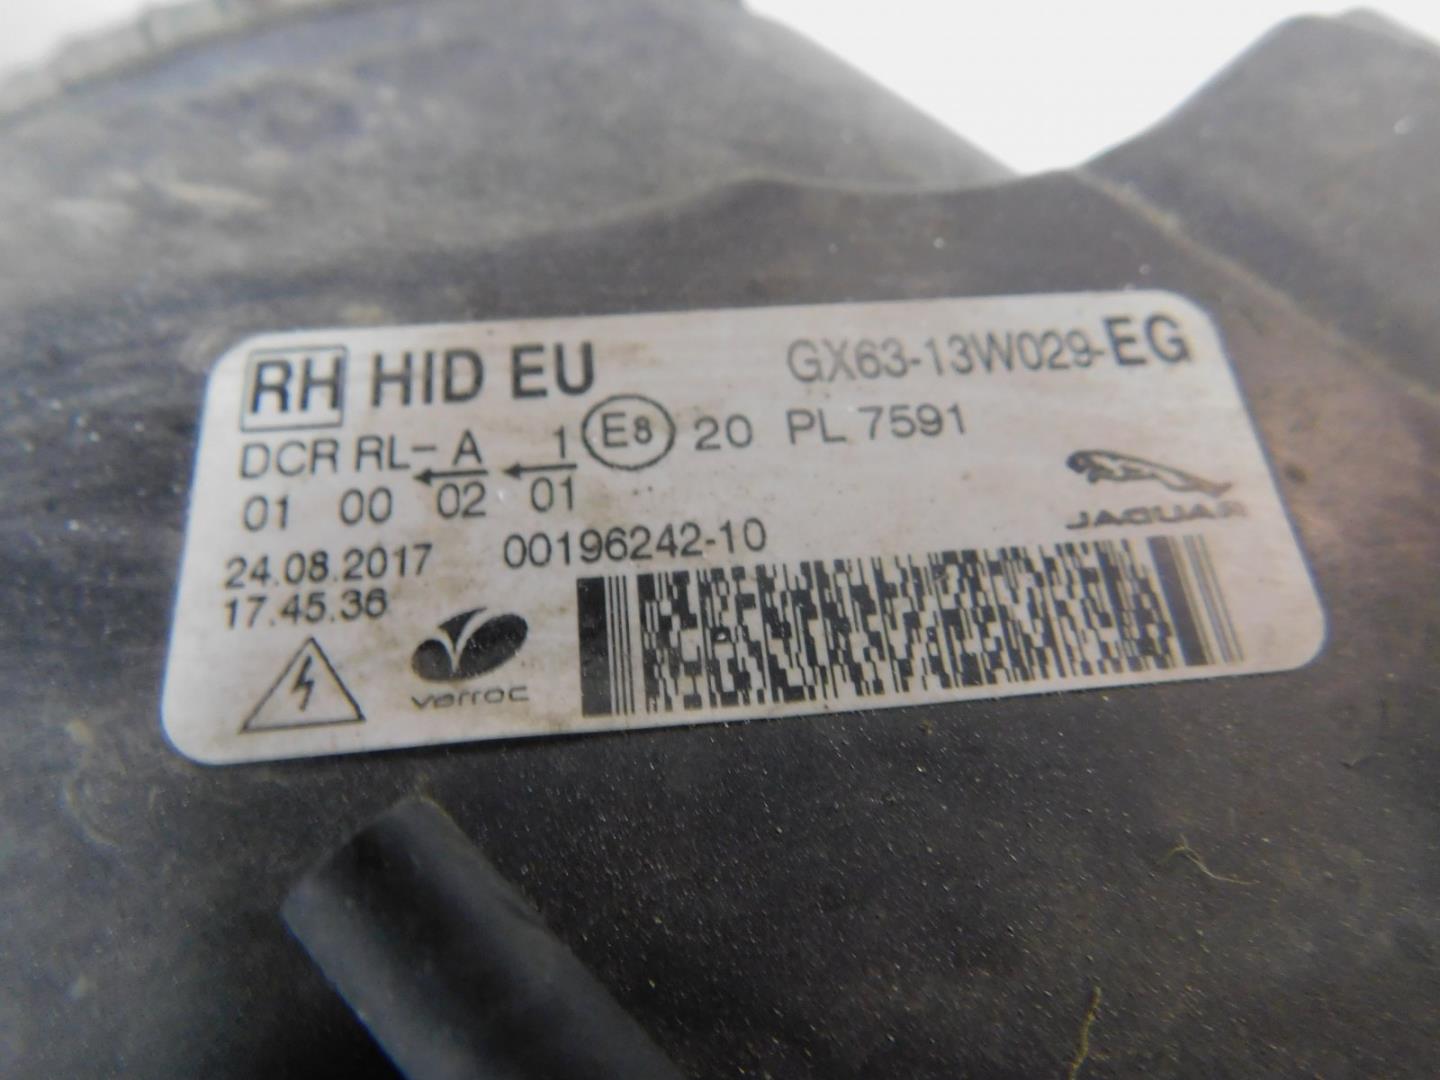 RH HID EU GX63-13W029-EG
DCR RL- A 1 E8 20 PL 7591
01 00 02 01
JAGUAR
24.08.2017 00196242-10
17.45.36
varroc